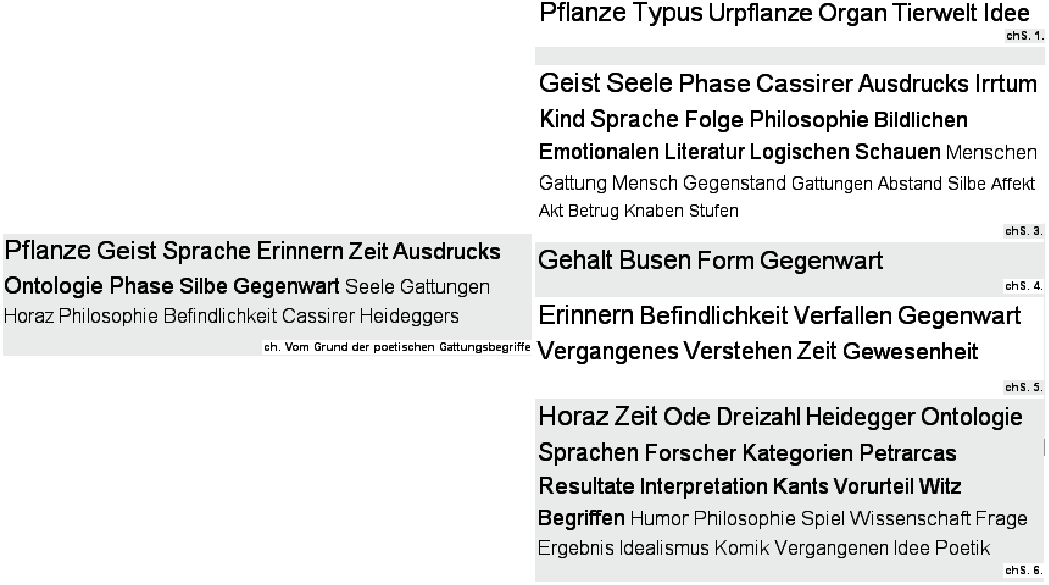 Pflanze Geist Sprache Erinnern Zeit Ausdrucks
Ontologie Phase Silbe Gegenwart Seele Gattungen
Horaz Philosophie Befindlichkeit Cassirer Heideggers
ch. Vom Grund der poetischen Gattungsbegriffe
Pflanze Typus Urpflanze Organ Tierwelt Idee
chS. 1.
Geist Seele Phase Cassirer Ausdrucks Irrtum
Kind Sprache Folge Philosophie Bildlichen
Emotionalen Literatur Logischen Schauen Menschen
Gattung Mensch Gegenstand Gattungen Abstand Silbe Affekt
Akt Betrug Knaben Stufen
chS. 3.
Gehalt Busen Form Gegenwart
chS. 4.
Erinnern Befindlichkeit Verfallen Gegenwart
Vergangenes Verstehen Zeit Gewesenheit
chS. 5.
Horaz Zeit Ode Dreizahl Heidegger Ontologie
Sprachen Forscher Kategorien Petrarcas
Resultate Interpretation Kants Vorurteil Witz
Begriffen Humor Philosophie Spiel Wissenschaft Frage
Ergebnis Idealismus Komik Vergangenen Idee Poetik
chS. 6.